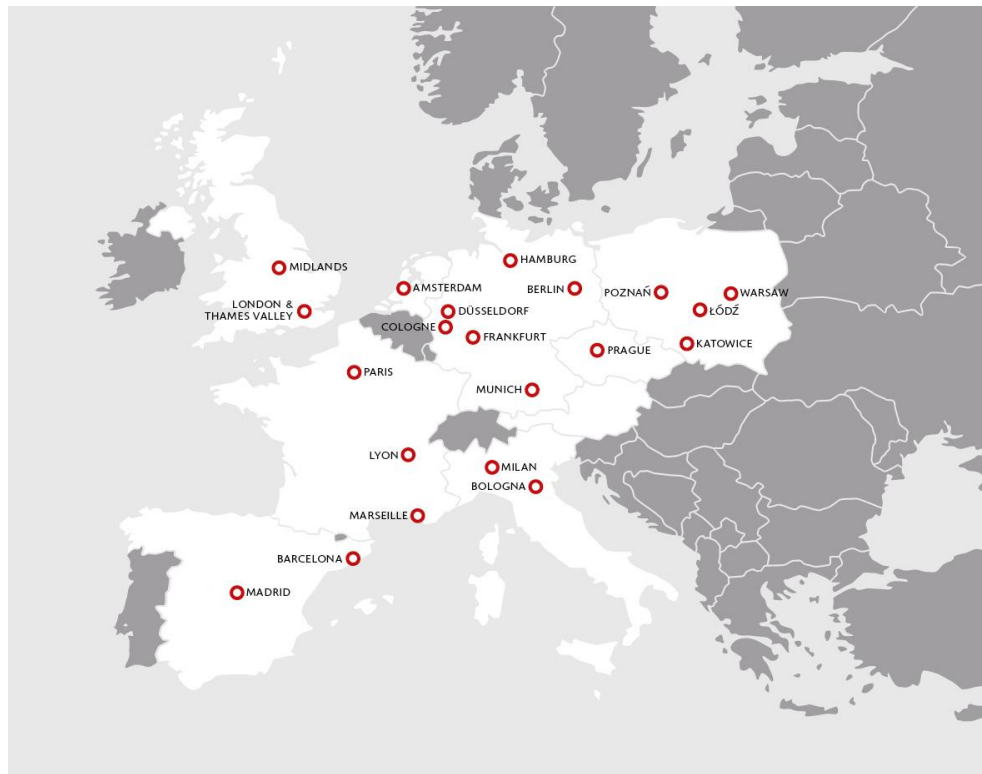 HAMBURG
MIDLANDS
AMSTERDAM
BERLIN
POZNAŃ
WARSAW
LONDON &
THAMES VALLEY
DÜSSELDORF
ŁÓDŹ
COLOGNE
FRANKFURT
KATOWICE
PRAGUE
PARIS
MUNICH
LYON
MILAN
BOLOGNA
MARSEILLE
BARCELONA
MADRID